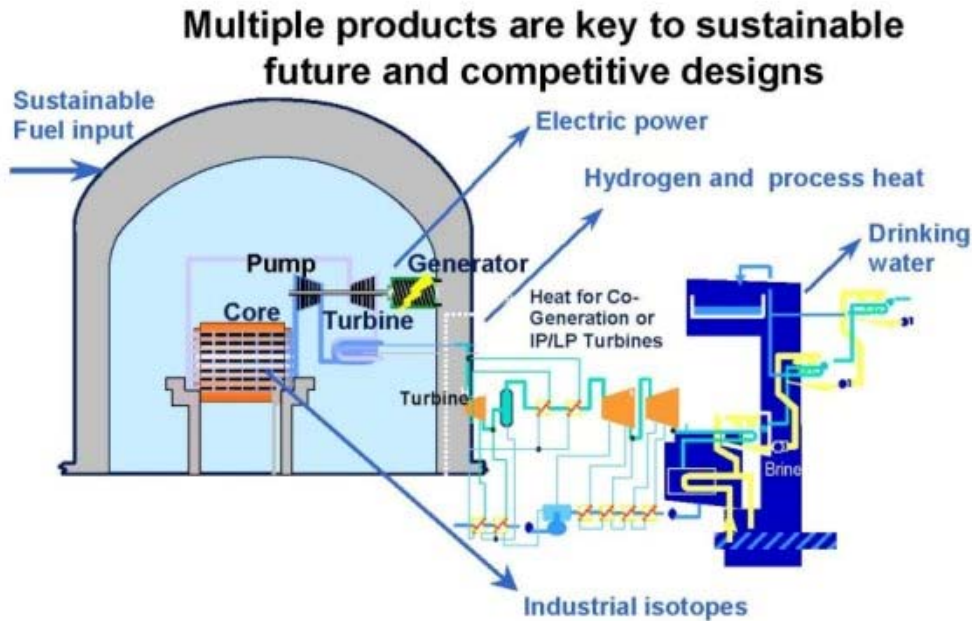 Multiple products are key to sustainable
future and competitive designs
Sustainable
Fuel input
Electric power
Hydrogen and process heat
Drinking
water
Pump
Generator
Core
Turbine
Heat for Co-
Generation or
IP/LP Turbines
Turbine
Brine
Industrial isotopes